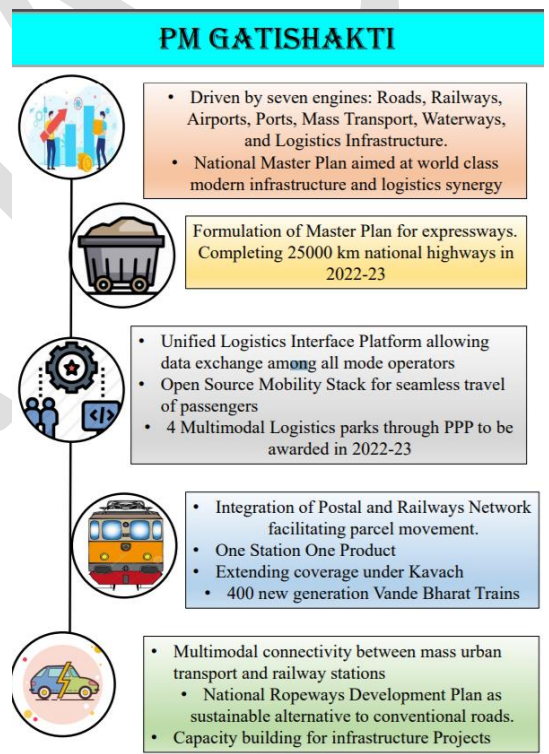 PM GATISHAKTI
• Driven by seven engines: Roads, Railways,
Airports, Ports, Mass Transport, Waterways,
and Logistics Infrastructure.
• National Master Plan aimed at world class
modern infrastructure and logistics synergy
Formulation of Master Plan for expressways.
Completing 25000 km national highways in
2022-23
• Unified Logistics Interface Platform allowing
data exchange among all mode operators
• Open Source Mobility Stack for seamless travel
of passengers
• 4 Multimodal Logistics parks through PPP to be
awarded in 2022-23
• Integration of Postal and Railways Network
facilitating parcel movement.
• One Station One Product
• Extending coverage under Kavach
• 400 new generation Vande Bharat Trains
• Multimodal connectivity between mass urban
transport and railway stations
• National Ropeways Development Plan as
sustainable alternative to conventional roads.
• Capacity building for infrastructure Projects